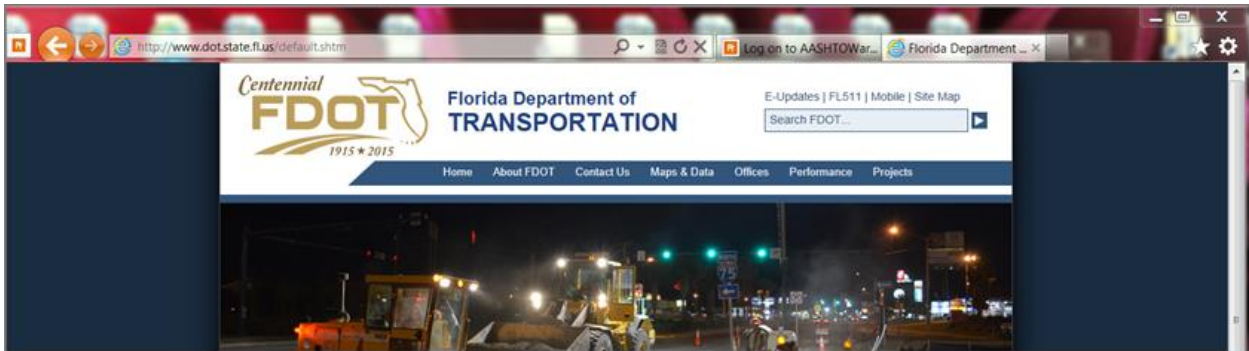 http://www.dot.state.fl.us/default.shtm
Log on to AASHTOWar...
Florida Department ...
Centennial
FDOT
1915 ★ 2015
Florida Department of
TRANSPORTATION
E-Updates | FL511 | Mobile | Site Map
Search FDOT...
Home About FDOT Contact Us Maps & Data Offices Performance Projects
75